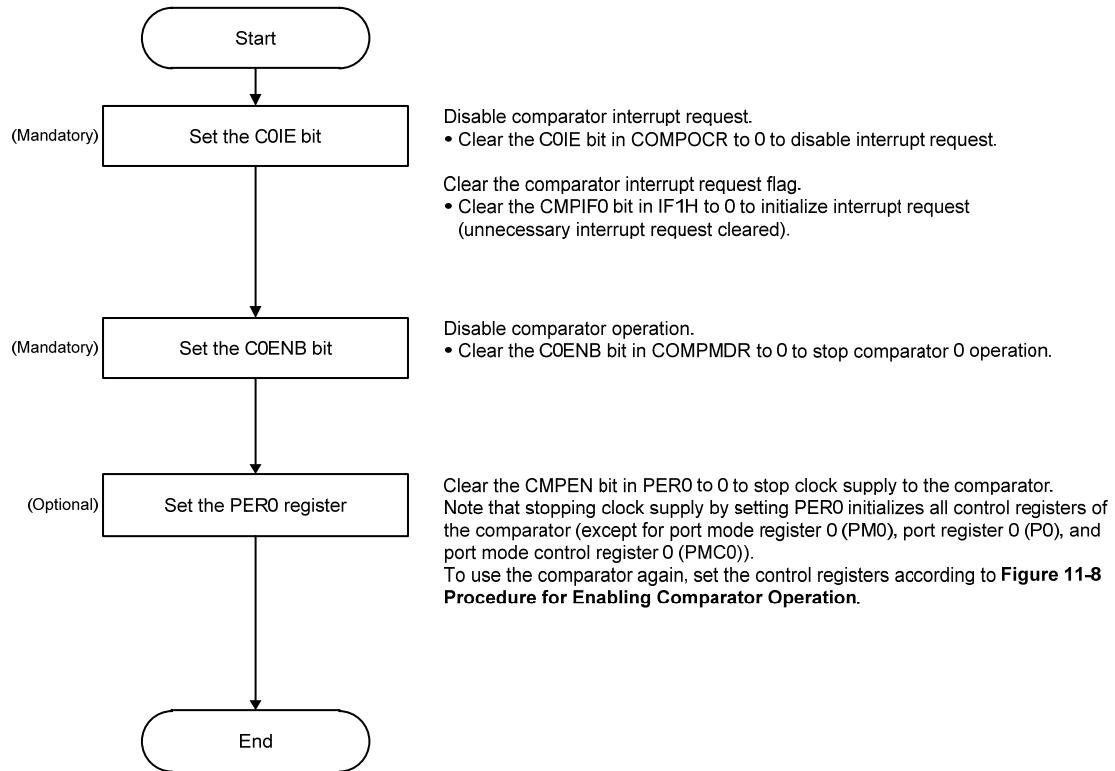 Start
(Mandatory)
Set the C0IE bit
Disable comparator interrupt request.
• Clear the C0IE bit in COMPOCR to 0 to disable interrupt request.
Clear the comparator interrupt request flag.
• Clear the CMPIF0 bit in IF1H to 0 to initialize interrupt request
(unnecessary interrupt request cleared).
(Mandatory)
Set the C0ENB bit
Disable comparator operation.
• Clear the C0ENB bit in COMPMDR to 0 to stop comparator 0 operation.
(Optional)
Set the PER0 register
Clear the CMPEN bit in PER0 to 0 to stop clock supply to the comparator.
Note that stopping clock supply by setting PER0 initializes all control registers of
the comparator (except for port mode register 0 (PM0), port register 0 (P0), and
port mode control register 0 (PMC0)).
To use the comparator again, set the control registers according to Figure 11-8
Procedure for Enabling Comparator Operation.
End